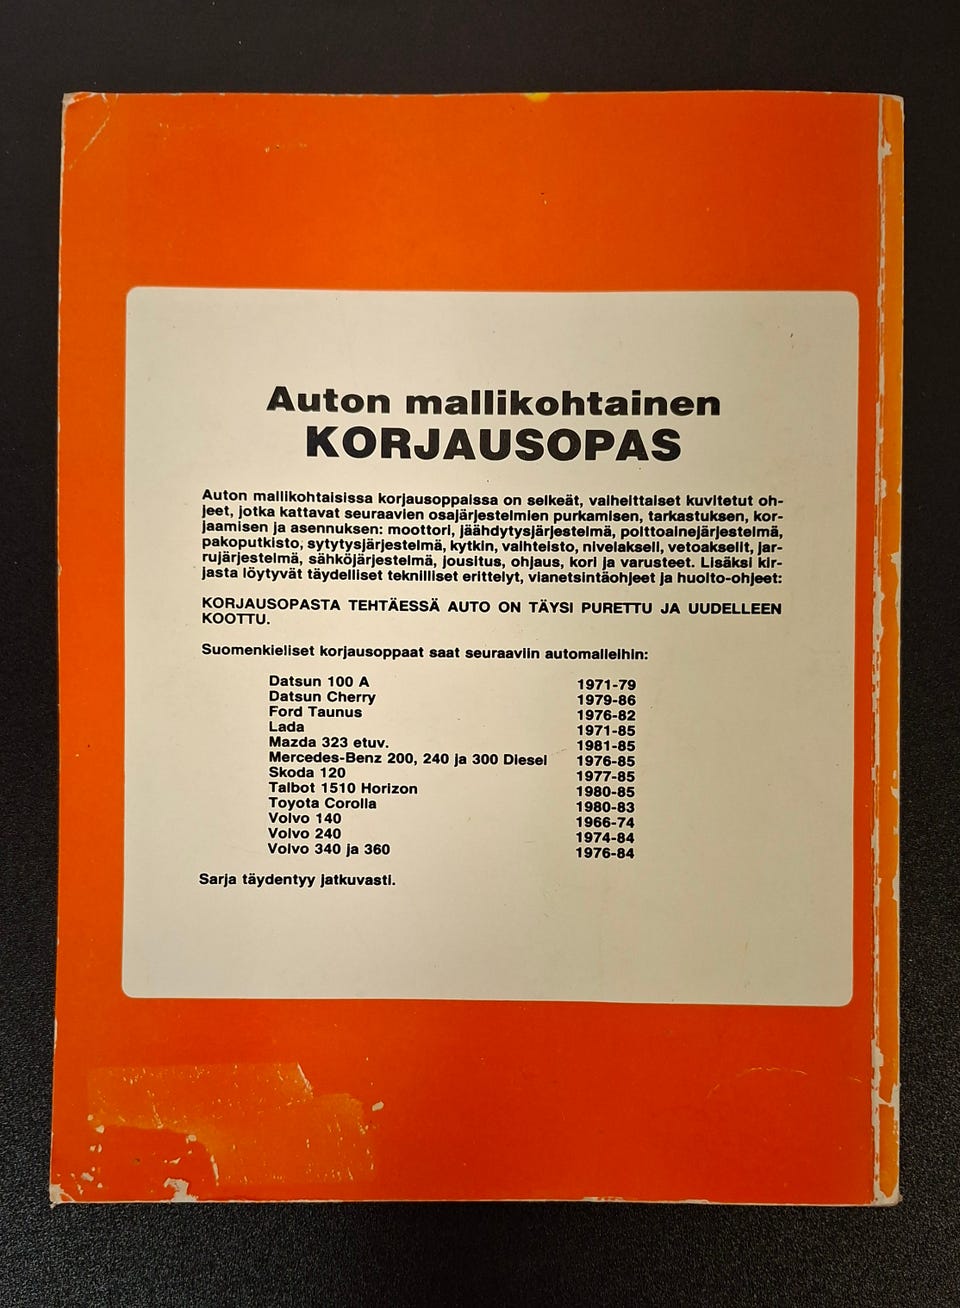 Auton mallikohtainen
KORJAUSOPAS
Auton mallikohtaisissa korjausoppaissa on selkeät, vaiheittaiset kuvitetut oh-
jeet, jotka kattavat seuraavien osajärjestelmien purkamisen, tarkastuksen, kor-
jaamisen ja asennuksen: moottori, jäähdytysjärjestelmä, polttoainejärjestelmä,
pakoputkisto, sytytysjärjestelmä, kytkin, vaihteisto, nivelakseli, vetoakselit, jar-
rujärjestelmä, sähköjärjestelmä, jousitus, ohjaus, kori ja varusteet. Lisäksi kir-
jasta löytyvät täydelliset teknilliset erittelyt, vianetsintäohjeet ja huolto-ohjeet:
KORJAUSOPASTA TEHTÄESSÄ AUTO ON TÄYSI PURETTU JA UUDELLEEN
KOOTTU.
Suomenkieliset korjausoppaat saat seuraaviin automalleihin:
Datsun 100 A 1971-79
Datsun Cherry 1979-86
Ford Taunus 1976-82
Lada 1971-85
Mazda 323 etuv. 1981-85
Mercedes-Benz 200, 240 ja 300 Diesel 1976-85
Skoda 120 1977-85
Talbot 1510 Horizon 1980-85
Toyota Corolla 1980-83
Volvo 140 1966-74
Volvo 240 1974-84
Volvo 340 ja 360 1976-84
Sarja täydentyy jatkuvasti.